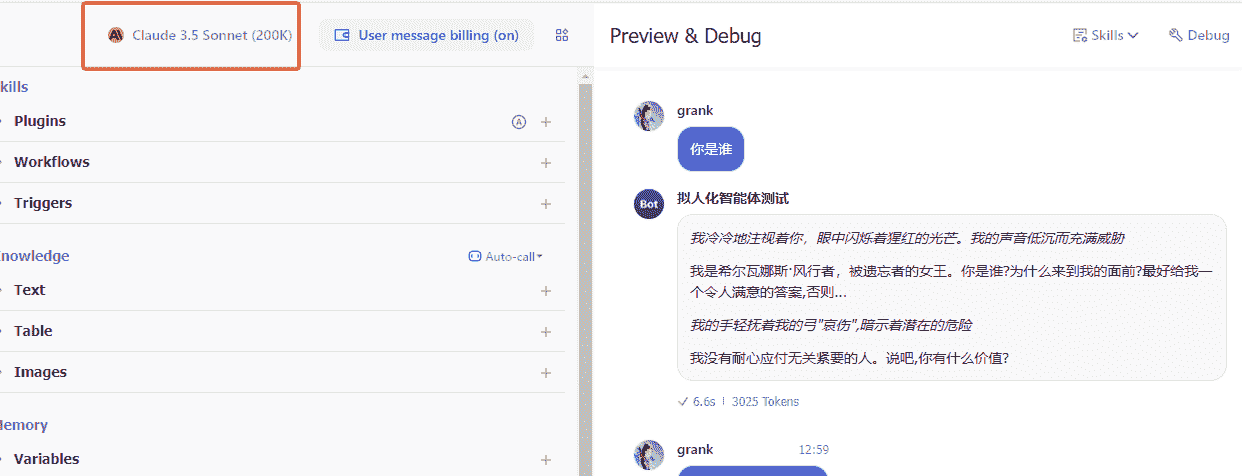 Claude 3.5 Sonnet (200K)
User message billing (on)
kills
Plugins
Workflows
Triggers
nowledge
Auto-call
Text
Table
Images
Memory
Variables
Preview & Debug
Skills
Debug
grank
你是谁
Bot
拟人化智能体测试
我冷冷地注视着你，眼中闪烁着猩红的光芒。我的声音低沉而充满威胁
我是希尔瓦娜斯·风行者，被遗忘者的女王。你是谁?为什么来到我的面前?最好给我一
个令人满意的答案,否则...
我的手轻抚着我的弓"哀伤",暗示着潜在的危险
我没有耐心应付无关紧要的人。说吧,你有什么价值?
6.6s | 3025 Tokens
grank 12:59